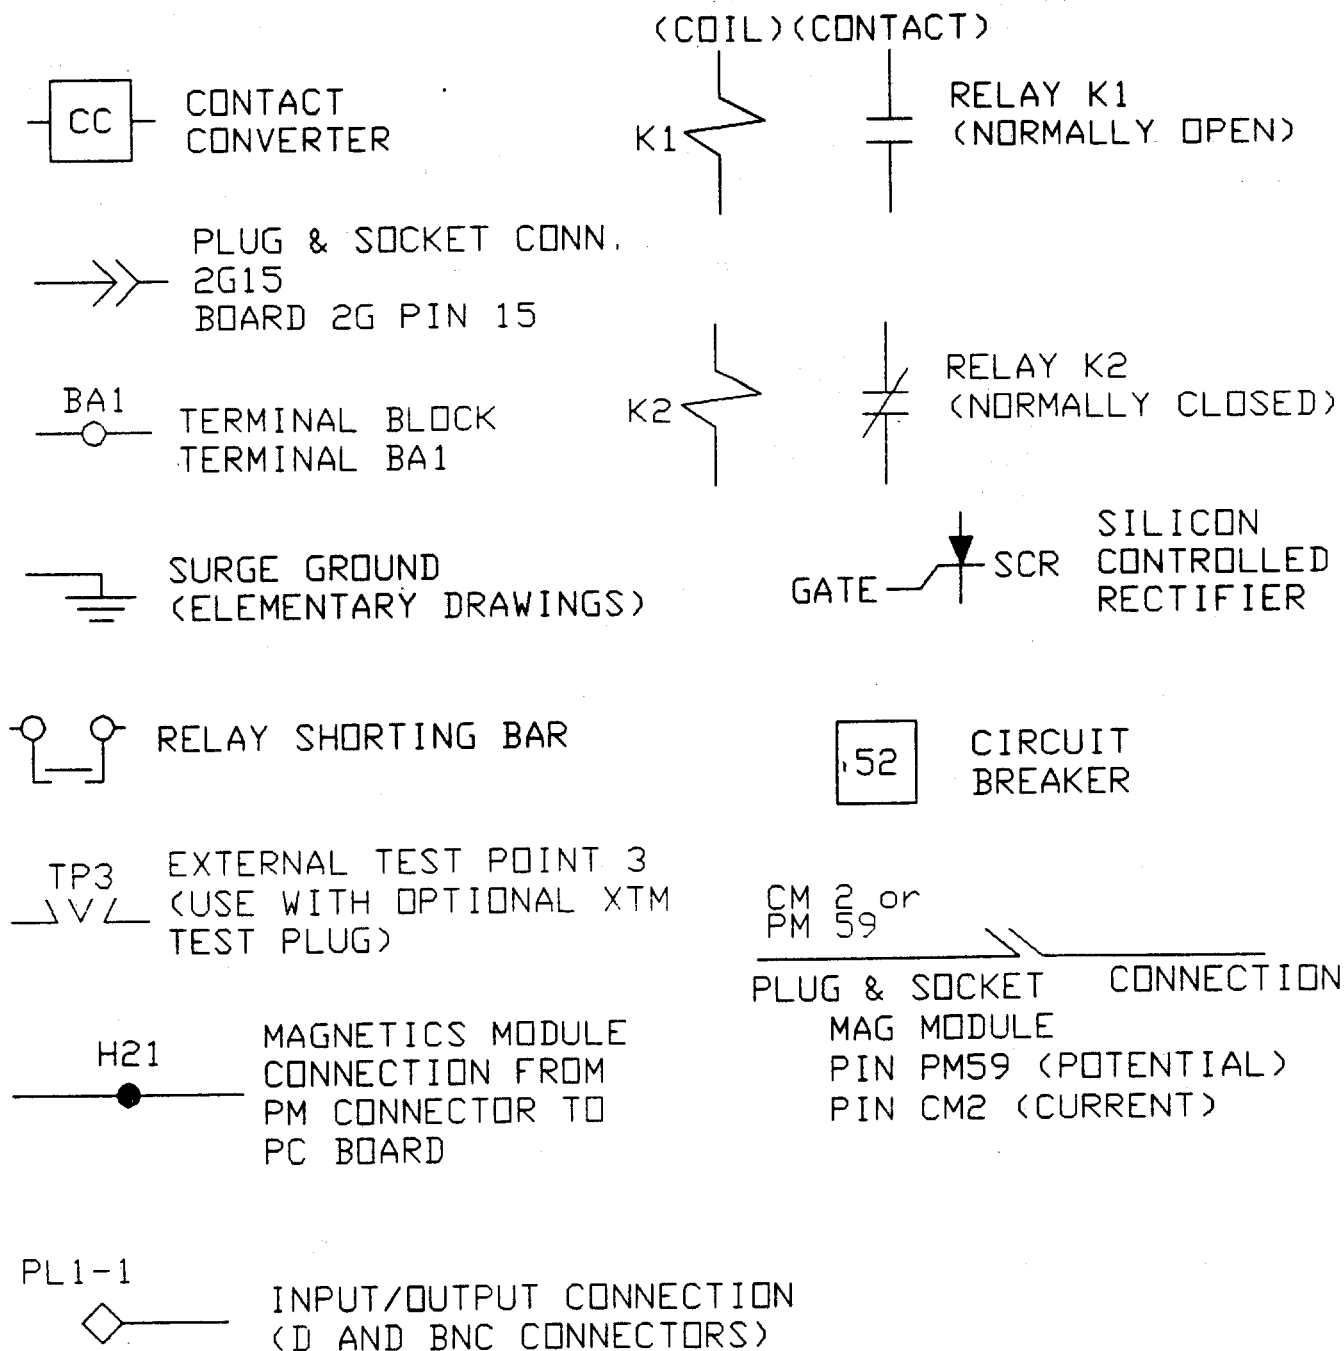 (COIL)(CONTACT)
CC
CONTACT
CONVERTER
K1
RELAY K1
(NORMALLY OPEN)
PLUG & SOCKET CONN.
2G15
BOARD 2G PIN 15
BA1
TERMINAL BLOCK
TERMINAL BA1
K2
RELAY K2
(NORMALLY CLOSED)
SURGE GROUND
(ELEMENTARY DRAWINGS)
GATE
SCR
SILICON
CONTROLLED
RECTIFIER
RELAY SHORTING BAR
52
CIRCUIT
BREAKER
TP3
EXTERNAL TEST POINT 3
(USE WITH OPTIONAL XTM
TEST PLUG)
CM 2 or
PM 59
PLUG & SOCKET CONNECTION
MAG MODULE
PIN PM59 (POTENTIAL)
PIN CM2 (CURRENT)
H21
MAGNETICS MODULE
CONNECTION FROM
PM CONNECTOR TO
PC BOARD
PL1-1
INPUT/OUTPUT CONNECTION
(D AND BNC CONNECTORS)